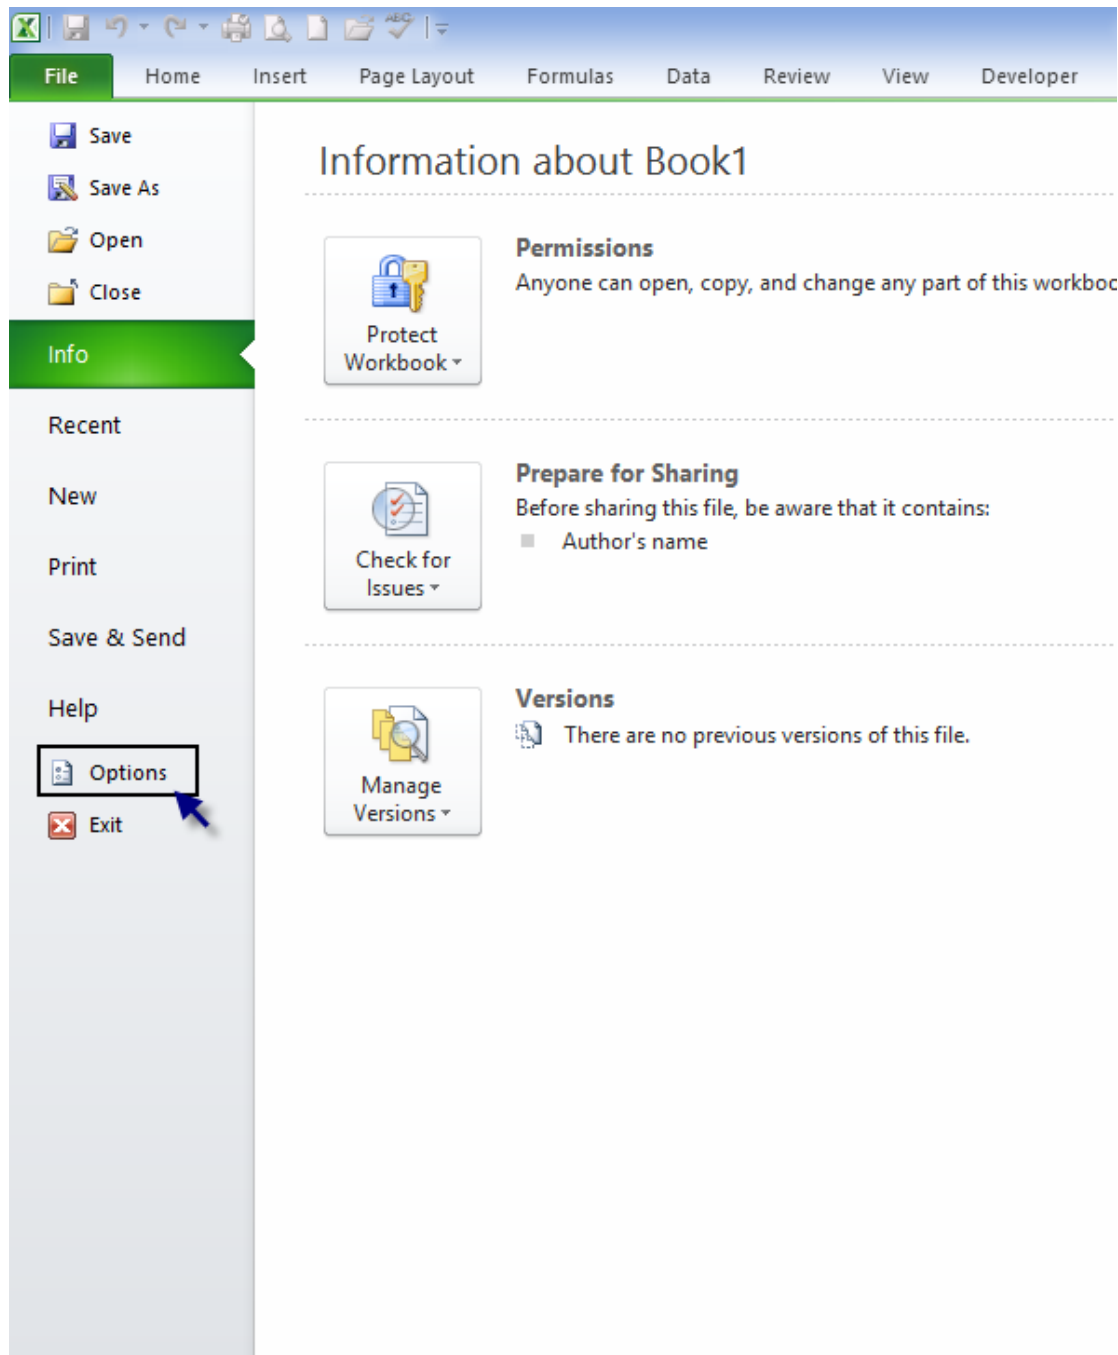 ABC
File Home Insert Page Layout Formulas Data Review View Developer
Save
Save As
Open
Close
Info
Recent
New
Print
Save & Send
Help
Options
Exit
Information about Book1
Protect
Workbook
Permissions
Anyone can open, copy, and change any part of this workboo
Check for
Issues
Prepare for Sharing
Before sharing this file, be aware that it contains:
Author's name
Manage
Versions
Versions
There are no previous versions of this file.